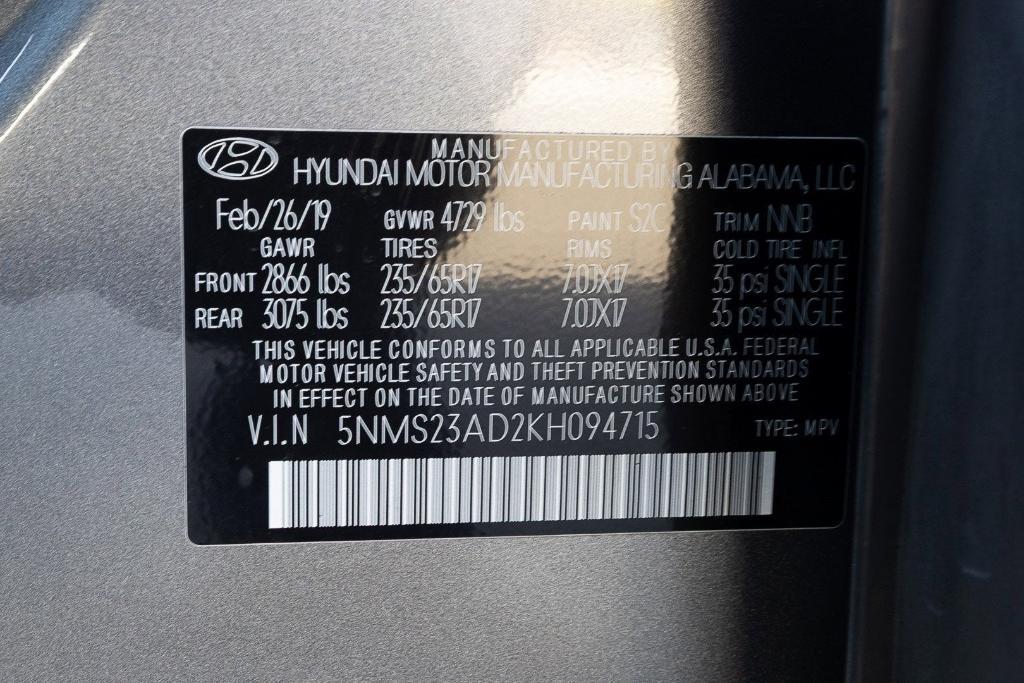 MANUFACTURED BY
HYUNDAI MOTOR MANUFACTURING ALABAMA, LLC
Feb/26/19 GVWR 4729 lbs PAINT S2C TRIM NNB
GAWR TIRES RIMS COLD TIRE INFL
FRONT 2866 lbs 235/65R17 7.0JX17 35 psi SINGLE
REAR 3075 lbs 235/65R17 7.0JX17 35 psi SINGLE
THIS VEHICLE CONFORMS TO ALL APPLICABLE U.S.A. FEDERAL
MOTOR VEHICLE SAFETY AND THEFT PREVENTION STANDARDS
IN EFFECT ON THE DATE OF MANUFACTURE SHOWN ABOVE
V.I.N 5NMS23AD2KH094715 TYPE: MPV